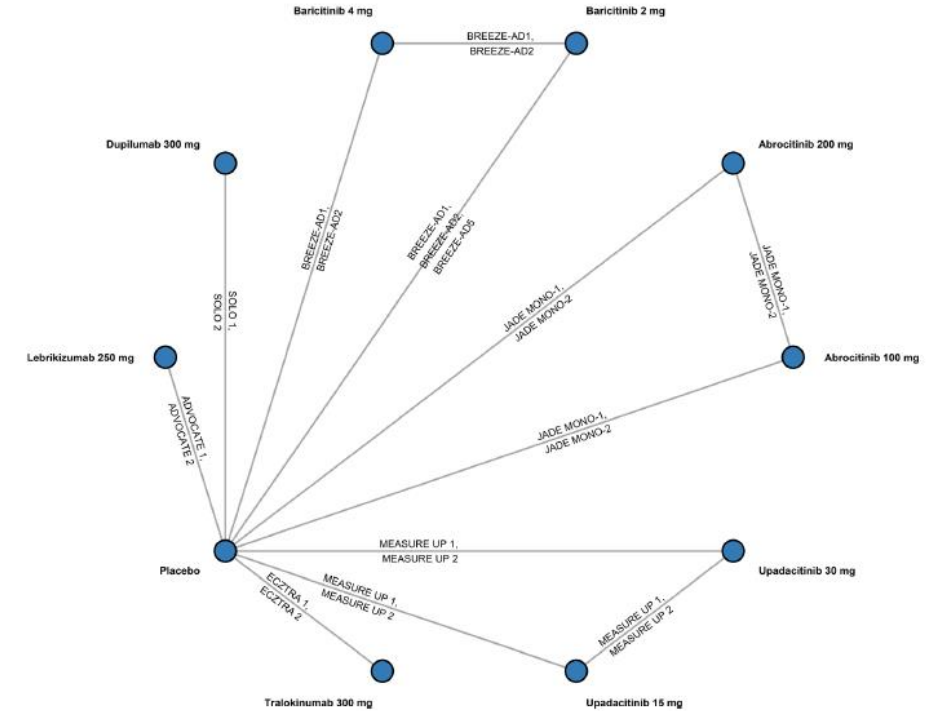 Baricitinib 4 mg
Baricitinib 2 mg
BREEZE-AD1,
BREEZE-AD2
Dupilumab 300 mg
Abrocitinib 200 mg
BREEZE-AD1,
BREEZE-AD2
BREEZE-AD1,
BREEZE-AD2,
BREEZE-AD5
JADE MONO-1,
JADE MONO-2
SOLO 1,
SOLO 2
JADE MONO-1,
JADE MONO-2
Lebrikizumab 250 mg
Abrocitinib 100 mg
ADVOCATE 1,
ADVOCATE 2
JADE MONO-1,
JADE MONO-2
MEASURE UP 1,
MEASURE UP 2
Placebo
Upadacitinib 30 mg
ECZTRA 1,
ECZTRA 2
MEASURE UP 1,
MEASURE UP 2
MEASURE UP 1,
MEASURE UP 2
Tralokinumab 300 mg
Upadacitinib 15 mg